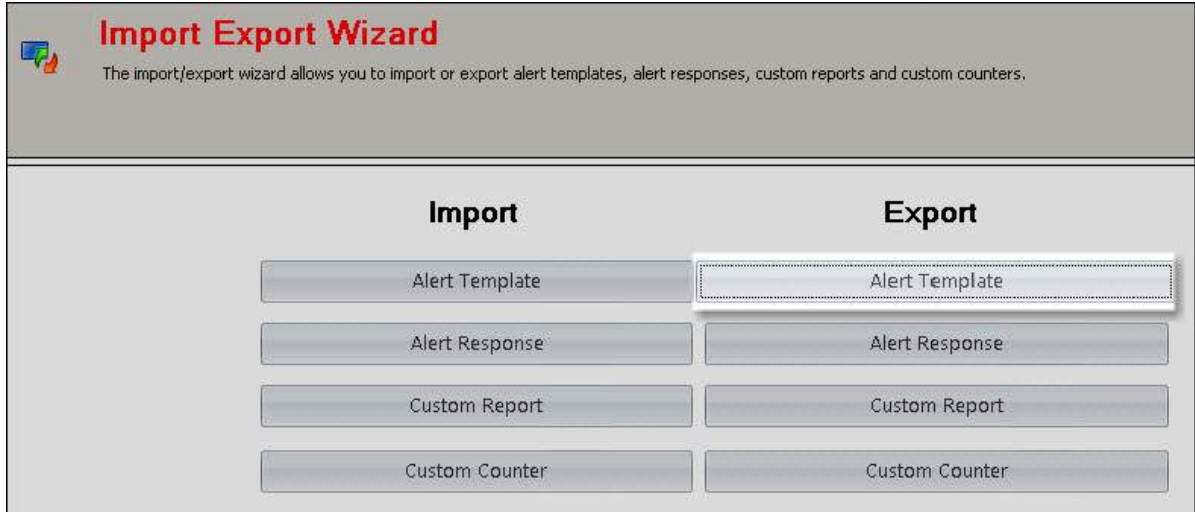 Import Export Wizard
The import/export wizard allows you to import or export alert templates, alert responses, custom reports and custom counters.
Import Export
Alert Template Alert Template
Alert Response Alert Response
Custom Report Custom Report
Custom Counter Custom Counter